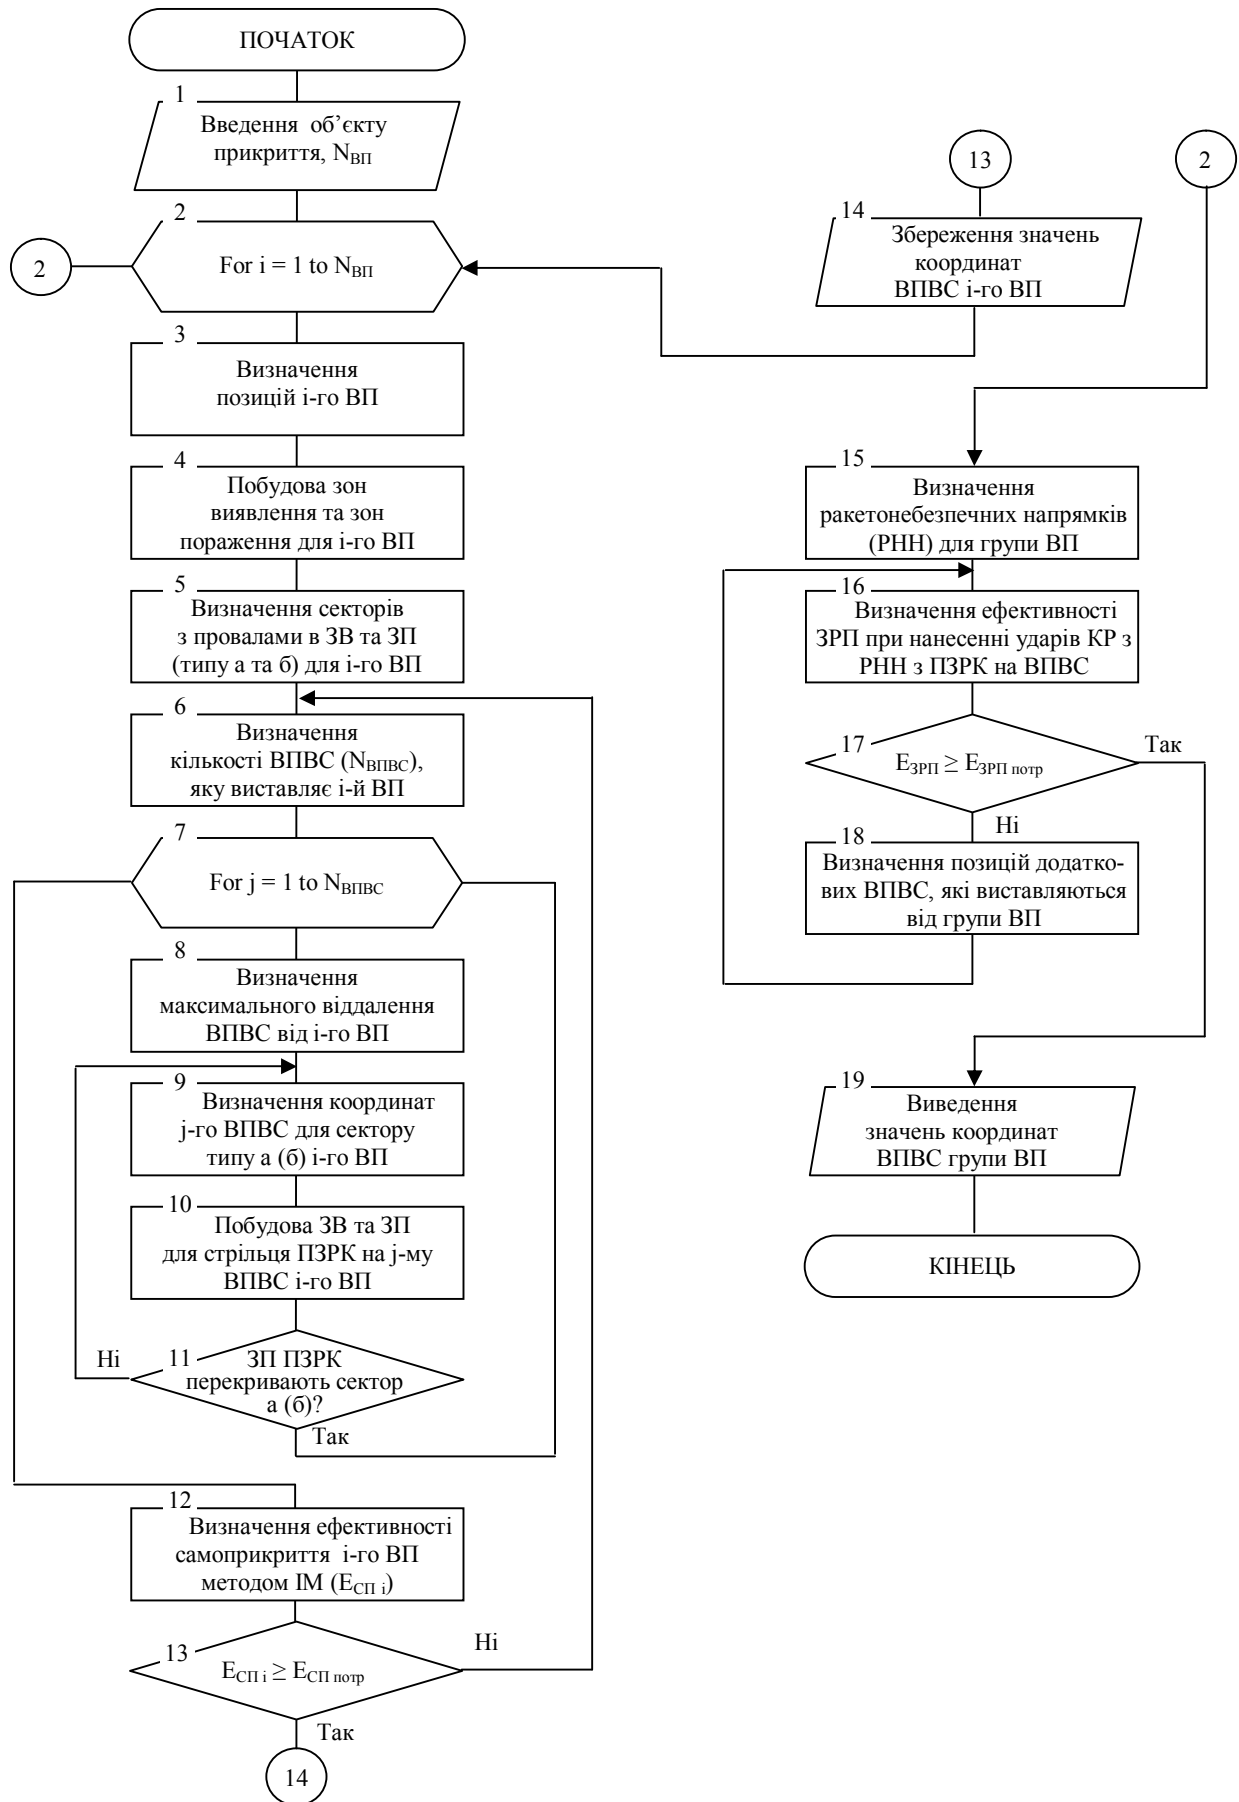 ПОЧАТОК
1
Введення об’єкту
прикриття, NВП
2
For i = 1 to NВП
2
3
Визначення
позицій і-го ВП
4
Побудова зон
виявлення та зон
пораження для і-го ВП
5
Визначення секторів
з провалами в ЗВ та ЗП
(типу а та б) для і-го ВП
6
Визначення
кількості ВПВС (NВПВС),
яку виставляє і-й ВП
7
For j = 1 to NВПВС
8
Визначення
максимального віддалення
ВПВС від і-го ВП
9
Визначення координат
j-го ВПВС для сектору
типу а (б) і-го ВП
10
Побудова ЗВ та ЗП
для стрільця ПЗРК на j-му
ВПВС і-го ВП
11
ЗП ПЗРК
перекривають сектор
а (б)?
Ні
Так
12
Визначення ефективності
самоприкриття і-го ВП
методом ІМ (ЕСП і)
13
ЕСП і ≥ ЕСП потр
Ні
Так
14
13
2
14
Збереження значень
координат
ВПВС і-го ВП
15
Визначення
ракетонебезпечних напрямків
(РНН) для групи ВП
16
Визначення ефективності
ЗРП при нанесенні ударів КР з
РНН з ПЗРК на ВПВС
17
ЕЗРП ≥ ЕЗРП потр
Так
Ні
18
Визначення позицій додатко-
вих ВПВС, які виставляються
від групи ВП
19
Виведення
значень координат
ВПВС групи ВП
КІНЕЦЬ